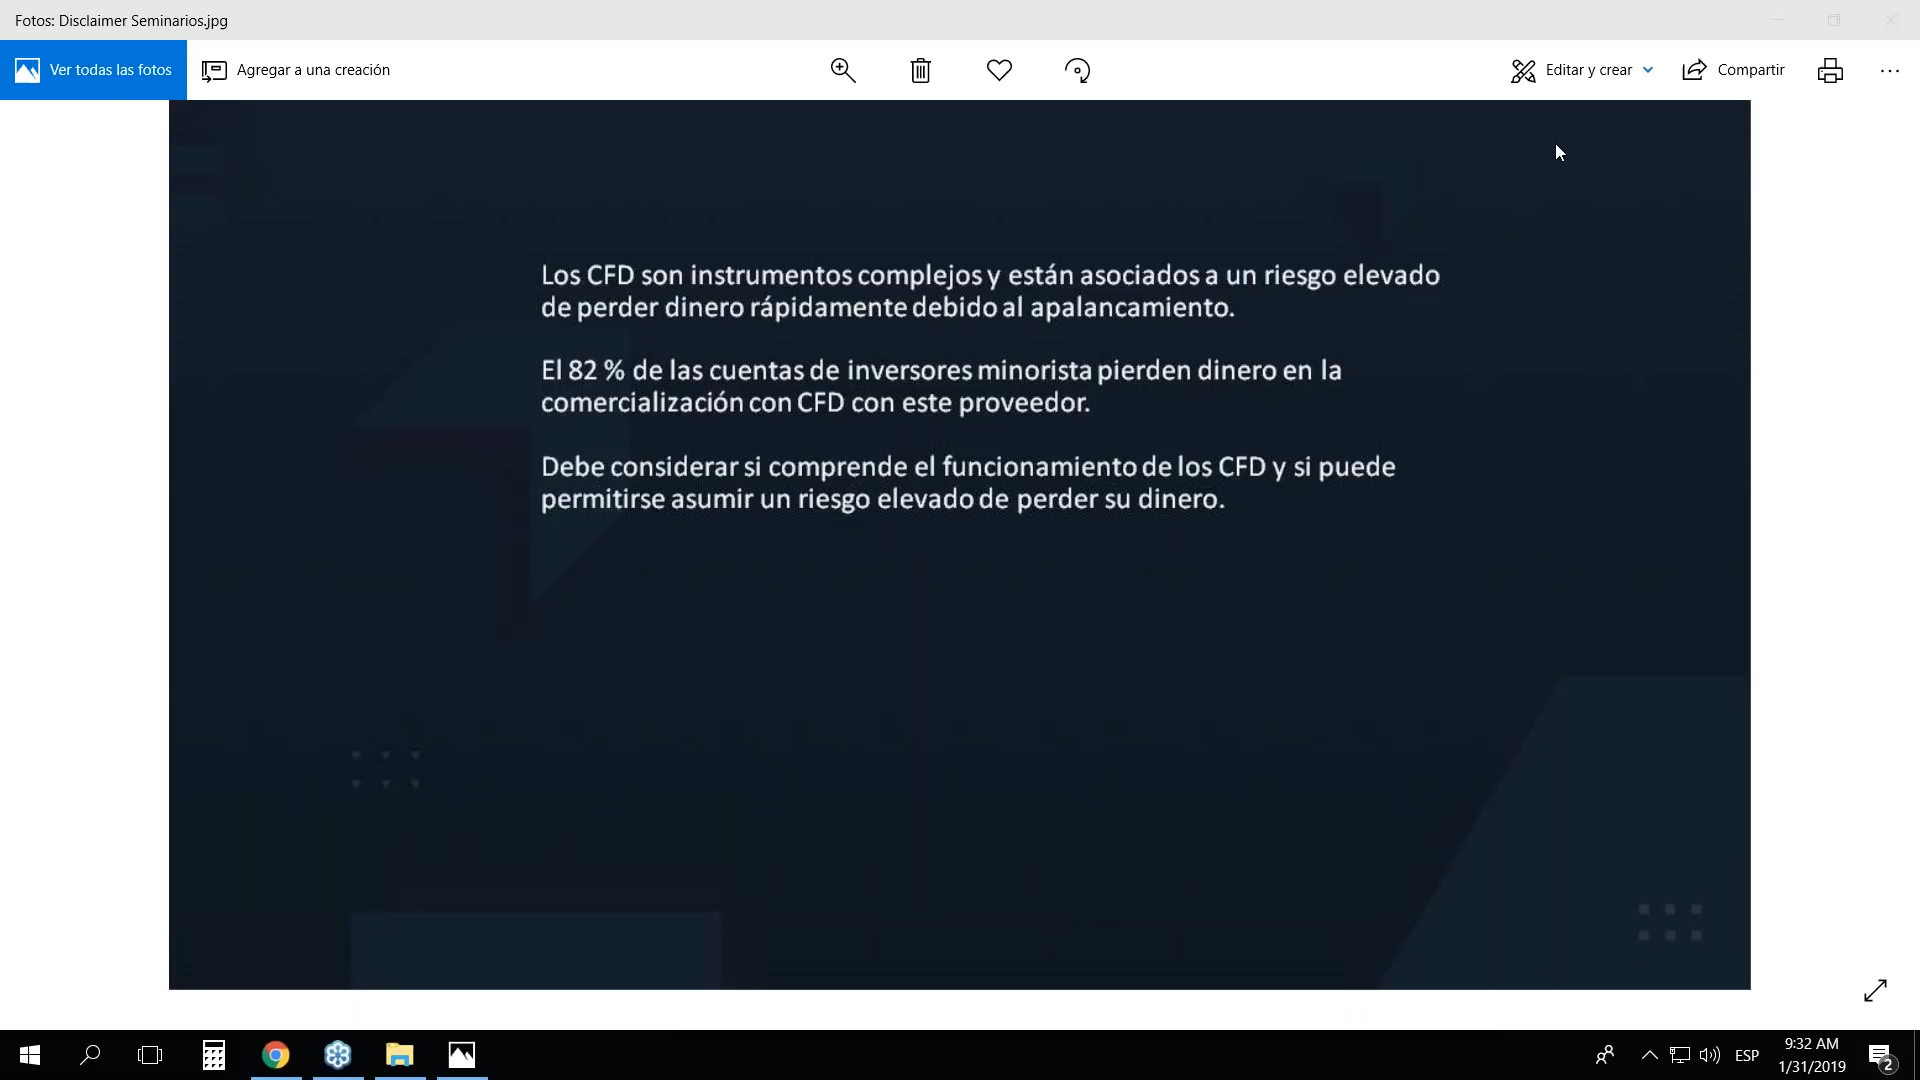 Fotos: Disclaimer Seminarios.jpg
Ver todas las fotos
Agregar a una creación
Editar y crear
Compartir
Los CFD son instrumentos complejos y están asociados a un riesgo elevado
de perder dinero rápidamente debido al apalancamiento.
El 82 % de las cuentas de inversores minorista pierden dinero en la
comercialización con CFD con este proveedor.
Debe considerar si comprende el funcionamiento de los CFD y si puede
permitirse asumir un riesgo elevado de perder su dinero.
ESP
9:32 AM
1/31/2019
2